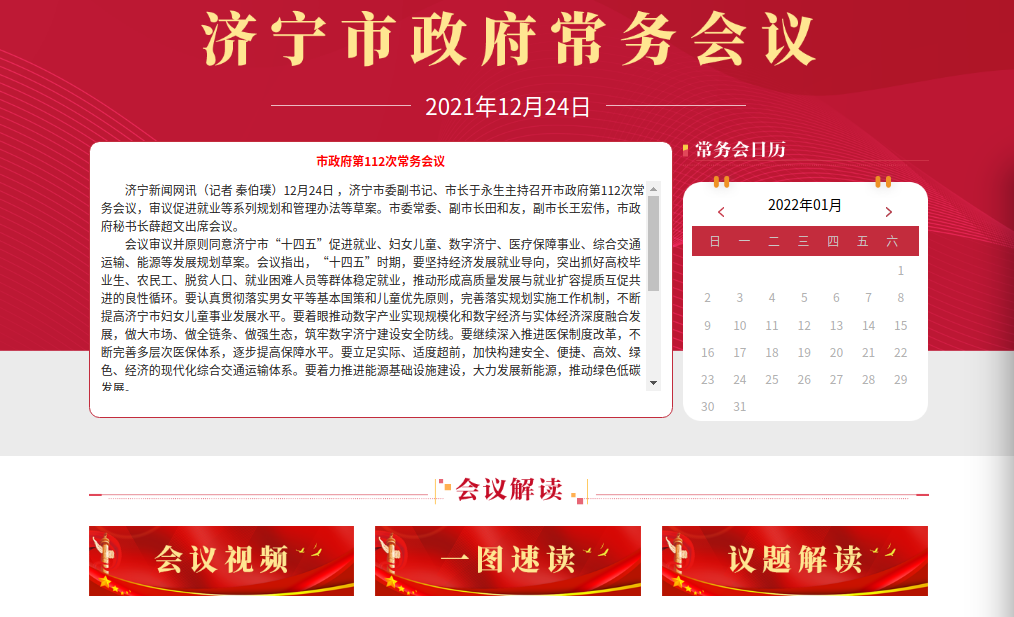 济宁市政府常务会议
2021年12月24日
市政府第112次常务会议
济宁新闻网讯（记者 秦伯璞）12月24日，济宁市委副书记、市长于永生主持召开市政府第112次常
务会议，审议促进就业等系列规划和管理办法等草案。市委常委、副市长田和友，副市长王宏伟，市政
府秘书长薛超文出席会议。
会议审议并原则同意济宁市“十四五”促进就业、妇女儿童、数字济宁、医疗保障事业、综合交通
运输、能源等发展规划草案。会议指出，“十四五”时期，要坚持经济发展就业导向，突出抓好高校毕
业生、农民工、脱贫人口、就业困难人员等群体稳定就业，推动形成高质量发展与就业扩容提质互促共
进的良性循环。要认真贯彻落实男女平等基本国策和儿童优先原则，完善落实规划实施工作机制，不断
提高济宁市妇女儿童事业发展水平。要着眼推动数字产业实现规模化和数字经济与实体经济深度融合发
展，做大市场、做全链条、做强生态，筑牢数字济宁建设安全防线。要继续深入推进医保制度改革，不
断完善多层次医保体系，逐步提高保障水平。要立足实际、适度超前，加快构建安全、便捷、高效、绿
色、经济的现代化综合交通运输体系。要着力推进能源基础设施建设，大力发展新能源，推动绿色低碳
发展。
常务会日历
2022年01月
日 一 二 三 四 五 六
1
2 3 4 5 6 7 8
9 10 11 12 13 14 15
16 17 18 19 20 21 22
23 24 25 26 27 28 29
30 31
会议解读
会议视频
一图速读
议题解读